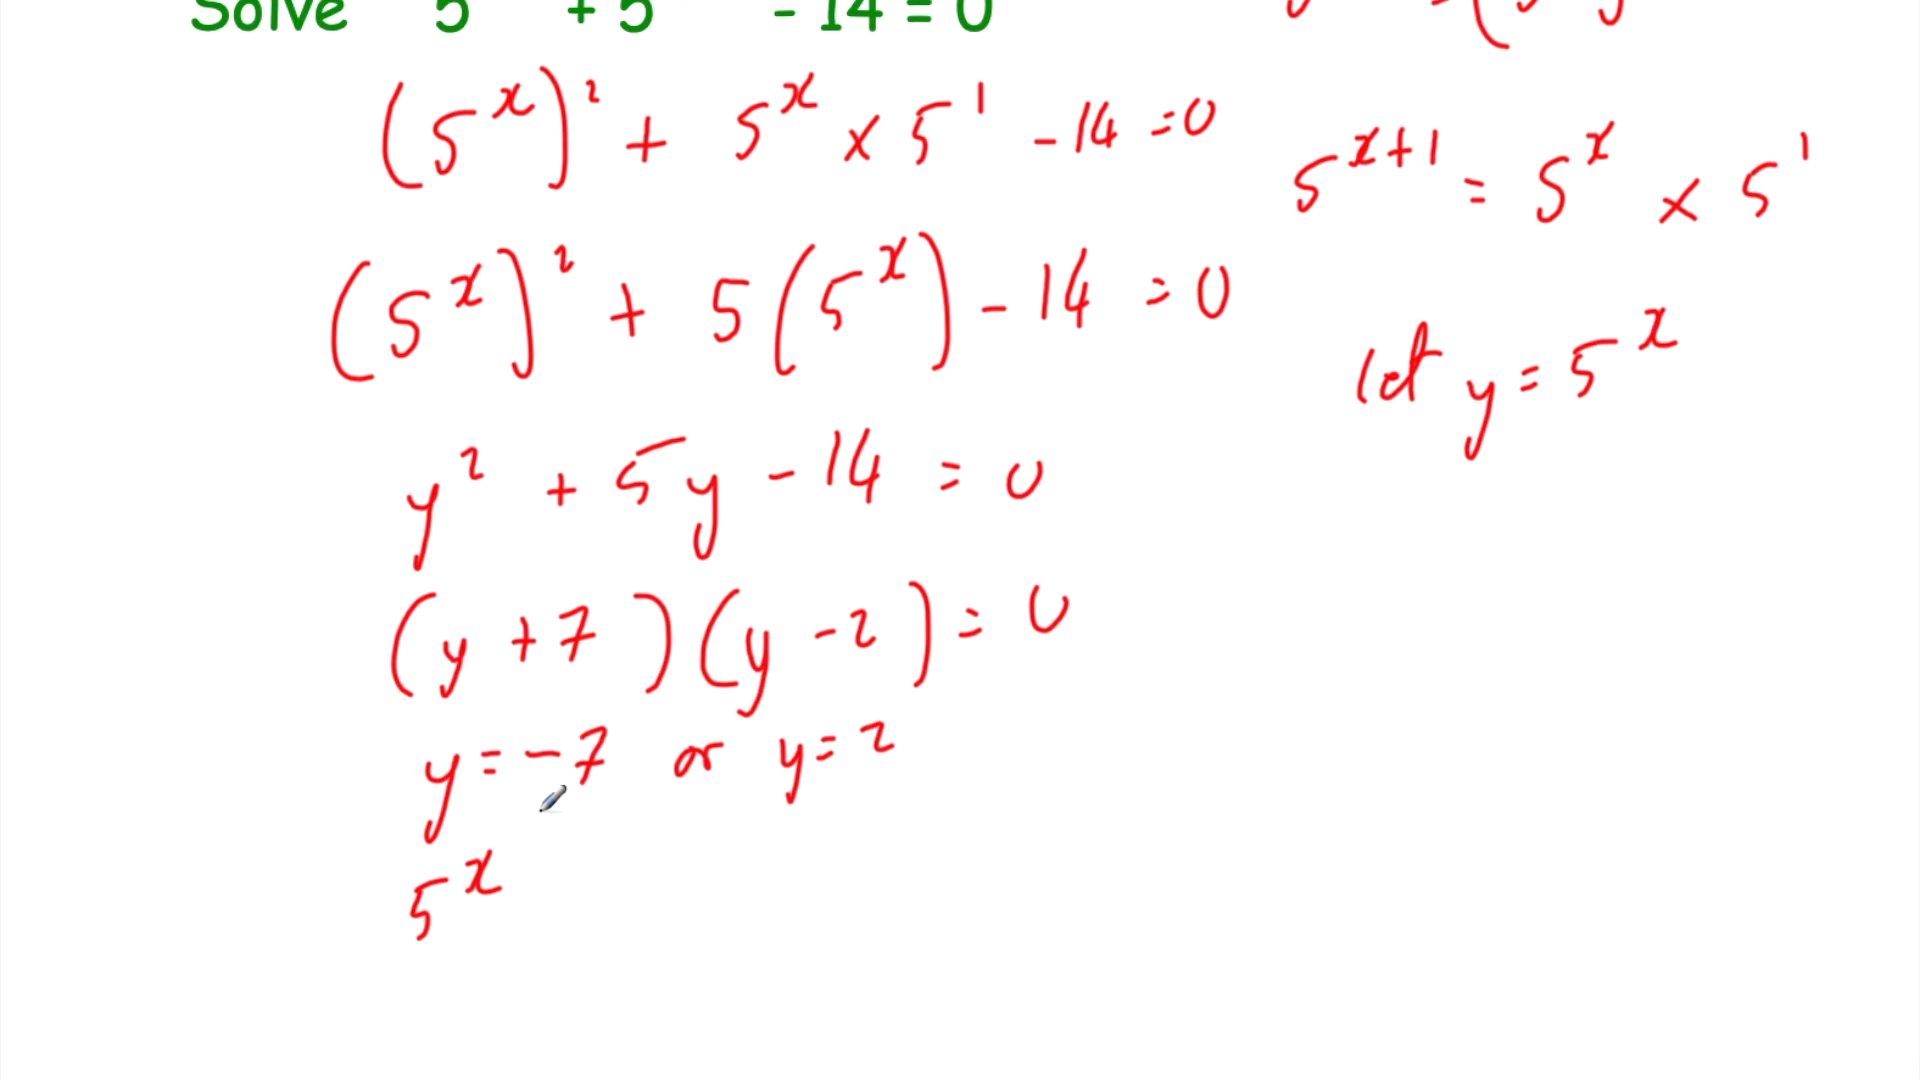 Solve 5 + 5 - 14 = 0
(5^x)^2 + 5^x × 5^1 - 14 = 0
5^{x+1} = 5^x × 5^1
(5^x)^2 + 5(5^x) - 14 = 0
let y = 5^x
y^2 + 5y - 14 = 0
(y + 7)(y - 2) = 0
y = -7 or y = 2
5^x